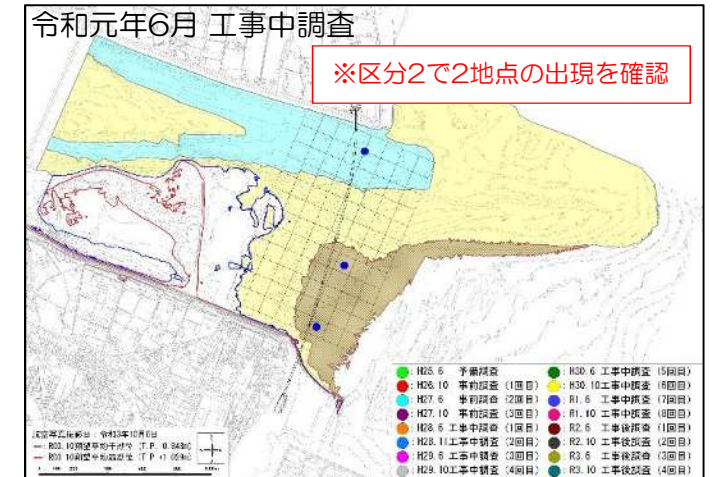 令和元年6月 工事中調査
※区分2で2地点の出現を確認
: H25.6 予備調査
: H26.10 事前調査 (1回目)
: H27.6 事前調査 (2回目)
: H27.10 事前調査 (3回目)
: H28.6 工事中調査 (1回目)
: H28.11工事中調査 (2回目)
: H29.6 工事中調査 (3回目)
: H29.10工事中調査 (4回目)
: H30.6 工事中調査 (5回目)
: H30.10工事中調査 (6回目)
: R1.6 工事中調査 (7回目)
: R1.10 工事中調査 (8回目)
: R2.6 工事後調査 (1回目)
: R2.10 工事後調査 (2回目)
: R3.6 工事後調査 (3回目)
: R3.10 工事後調査 (4回目)